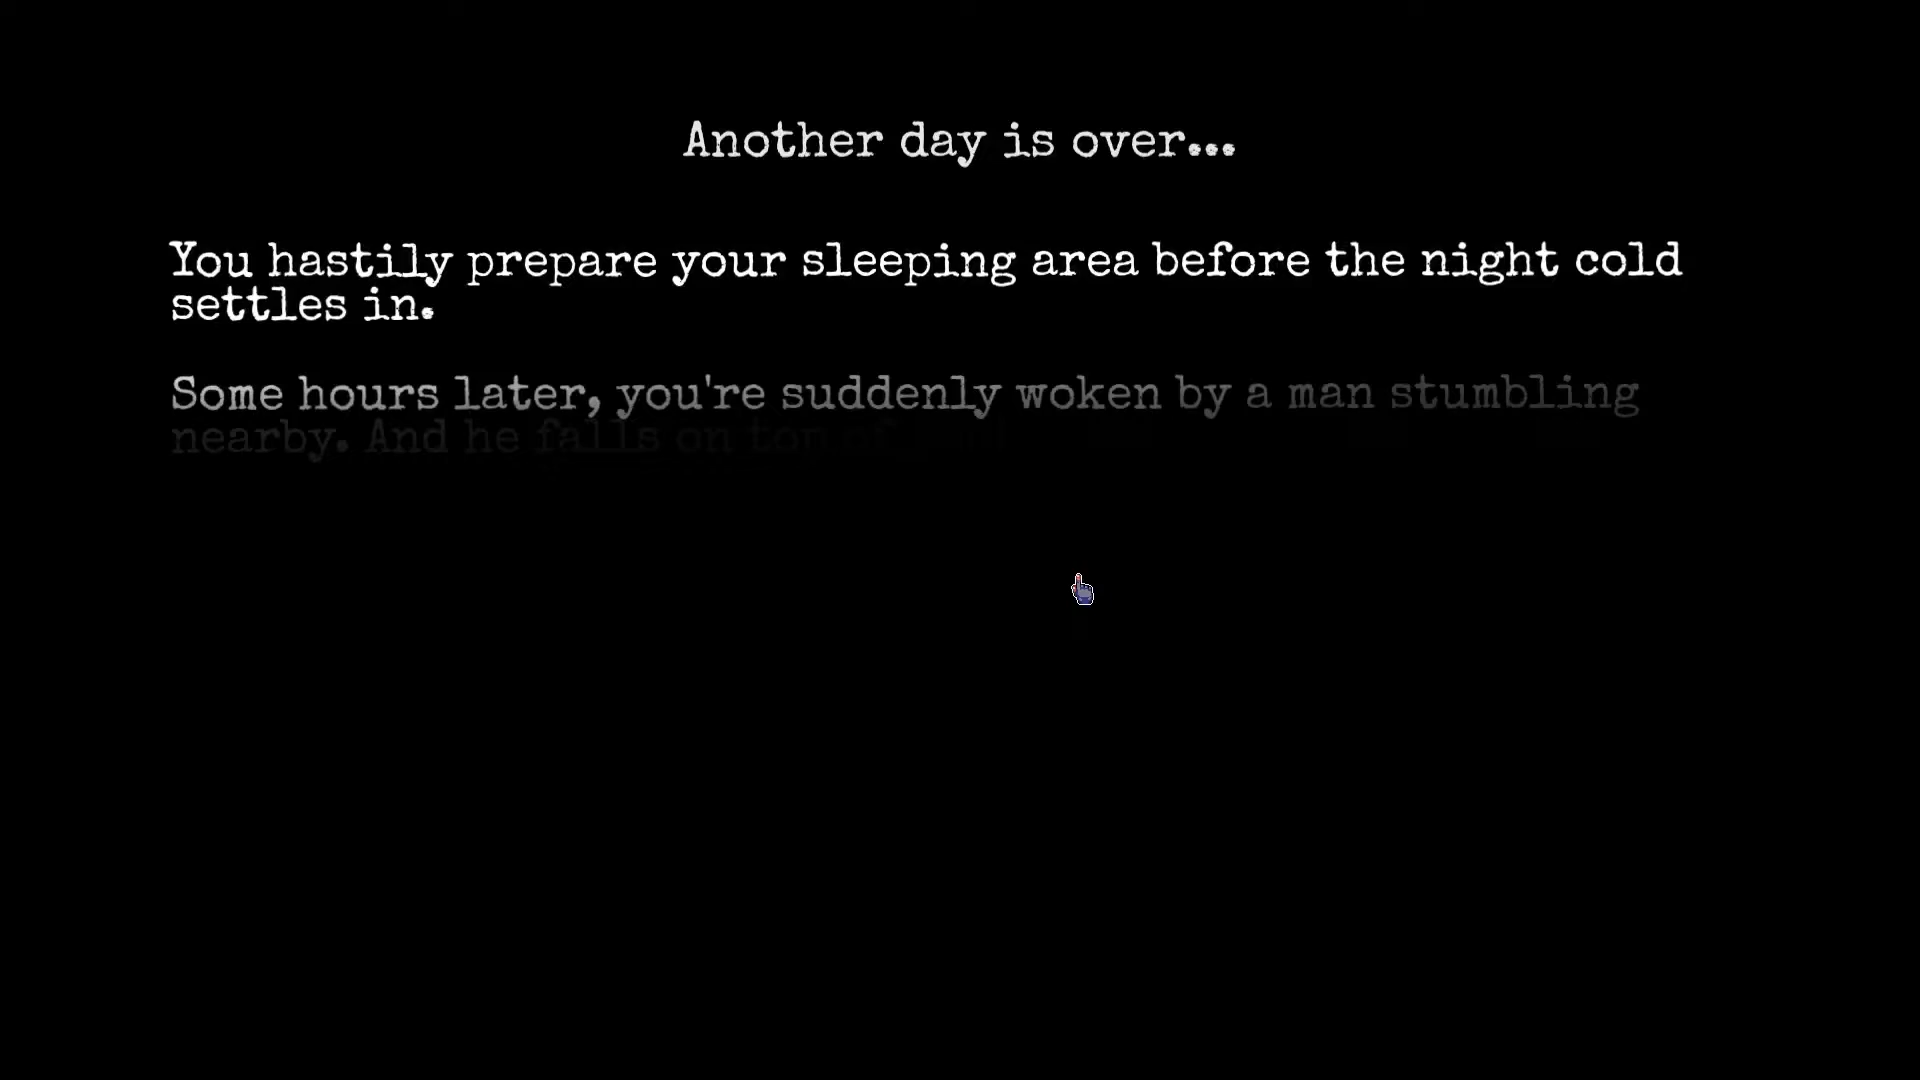 Another day is over...
You hastily prepare your sleeping area before the night cold
settles in.
Some hours later, you're suddenly woken by a man stumbling
nearby. And he falls on top of